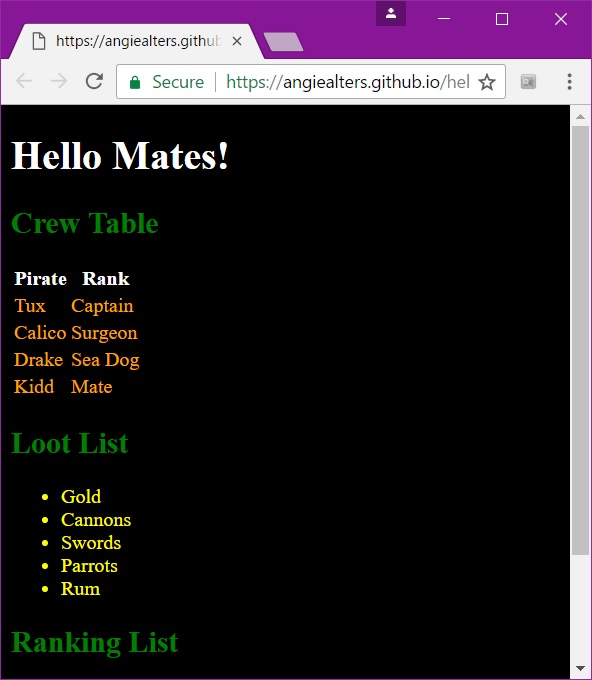 https://angiealters.github
Secure https://angiealters.github.io/hel
Hello Mates!
Crew Table
Pirate Rank
Tux Captain
Calico Surgeon
Drake Sea Dog
Kidd Mate
Loot List
Gold
Cannons
Swords
Parrots
Rum
Ranking List